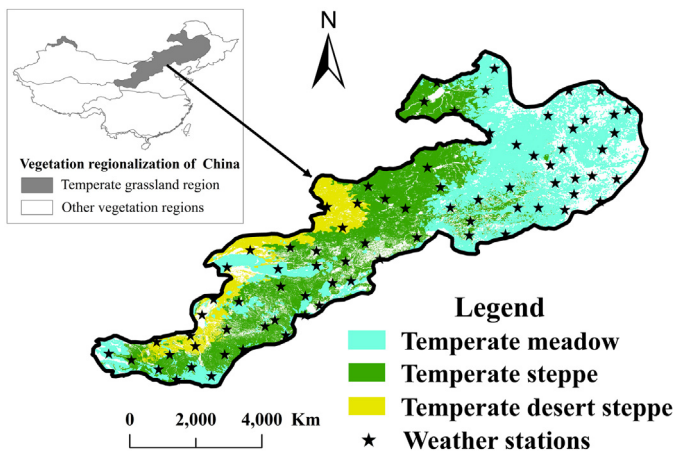 N
Vegetation regionalization of China
Temperate grassland region
Other vegetation regions
Legend
Temperate meadow
Temperate steppe
Temperate desert steppe
Weather stations
0 2,000 4,000 Km